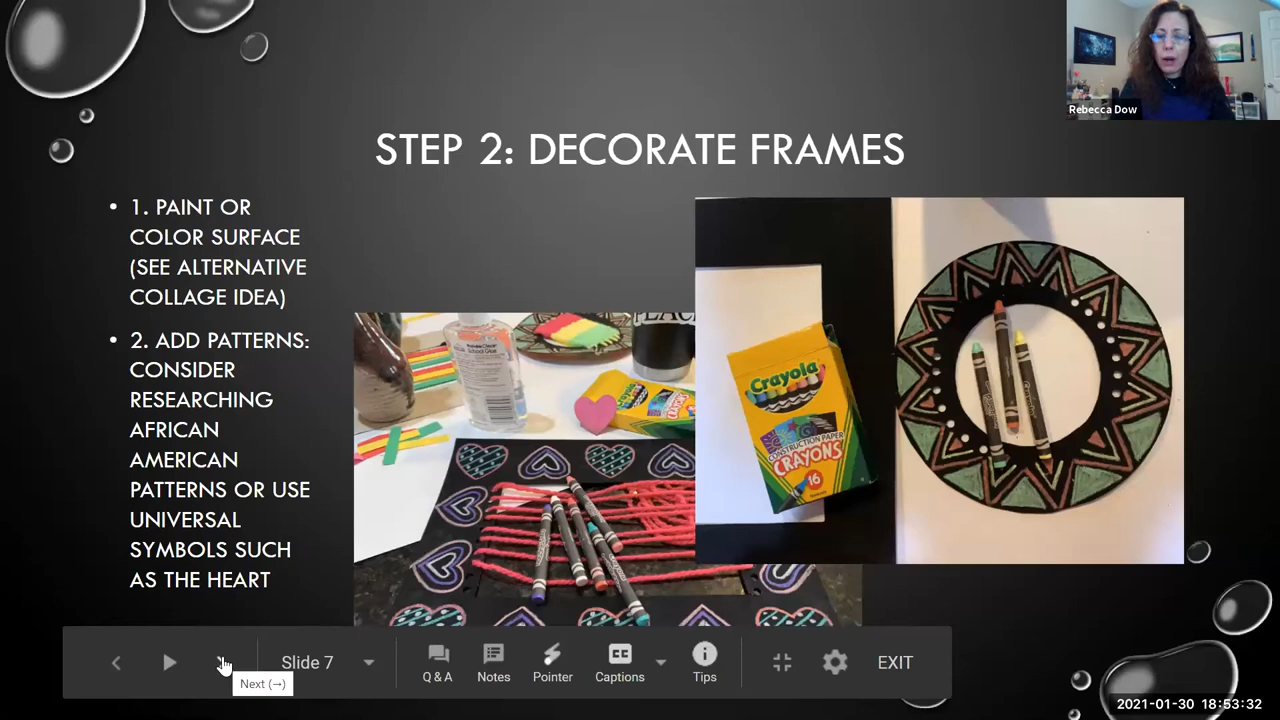 Rebecca Dow
STEP 2: DECORATE FRAMES
• 1. PAINT OR
COLOR SURFACE
(SEE ALTERNATIVE
COLLAGE IDEA)
• 2. ADD PATTERNS:
CONSIDER
RESEARCHING
AFRICAN
AMERICAN
PATTERNS OR USE
UNIVERSAL
SYMBOLS SUCH
AS THE HEART
School Glue
Crayola
CONSTRUCTION PAPER
CRAYONS
16
Slide 7
Q & A
Notes
Pointer
CC
Captions
Tips
EXIT
Next (→)
2021-01-30 18:53:32